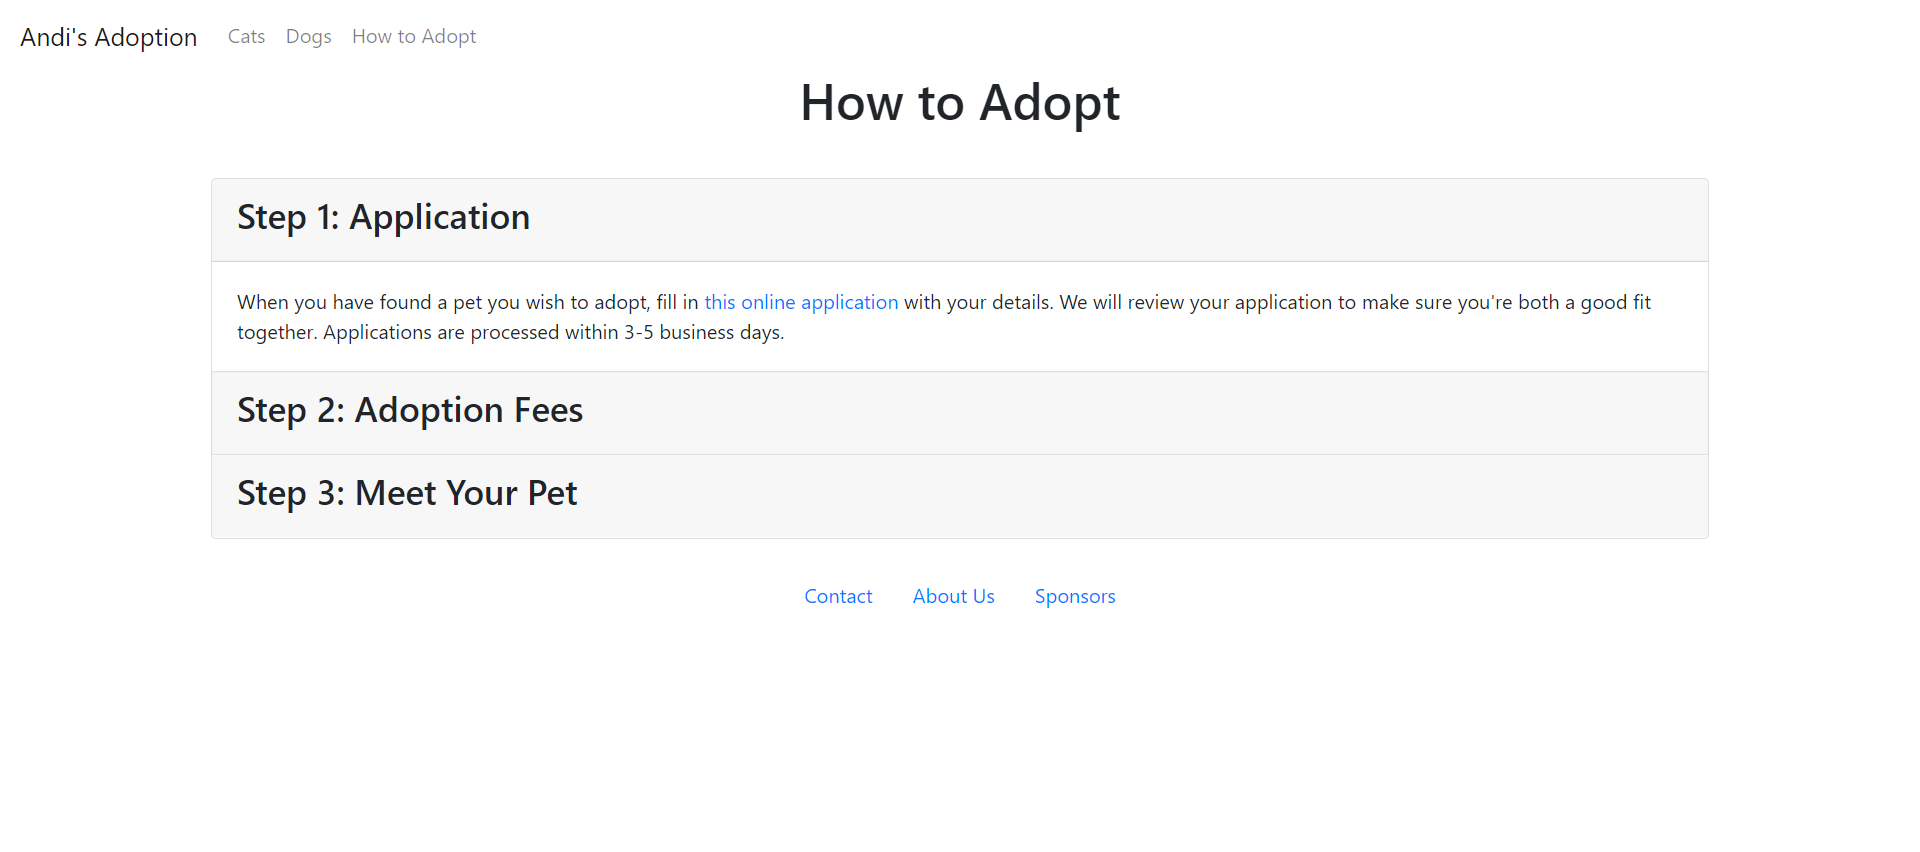 Andi's Adoption Cats Dogs How to Adopt
How to Adopt
Step 1: Application
When you have found a pet you wish to adopt, fill in this online application with your details. We will review your application to make sure you're both a good fit
together. Applications are processed within 3-5 business days.
Step 2: Adoption Fees
Step 3: Meet Your Pet
Contact About Us Sponsors